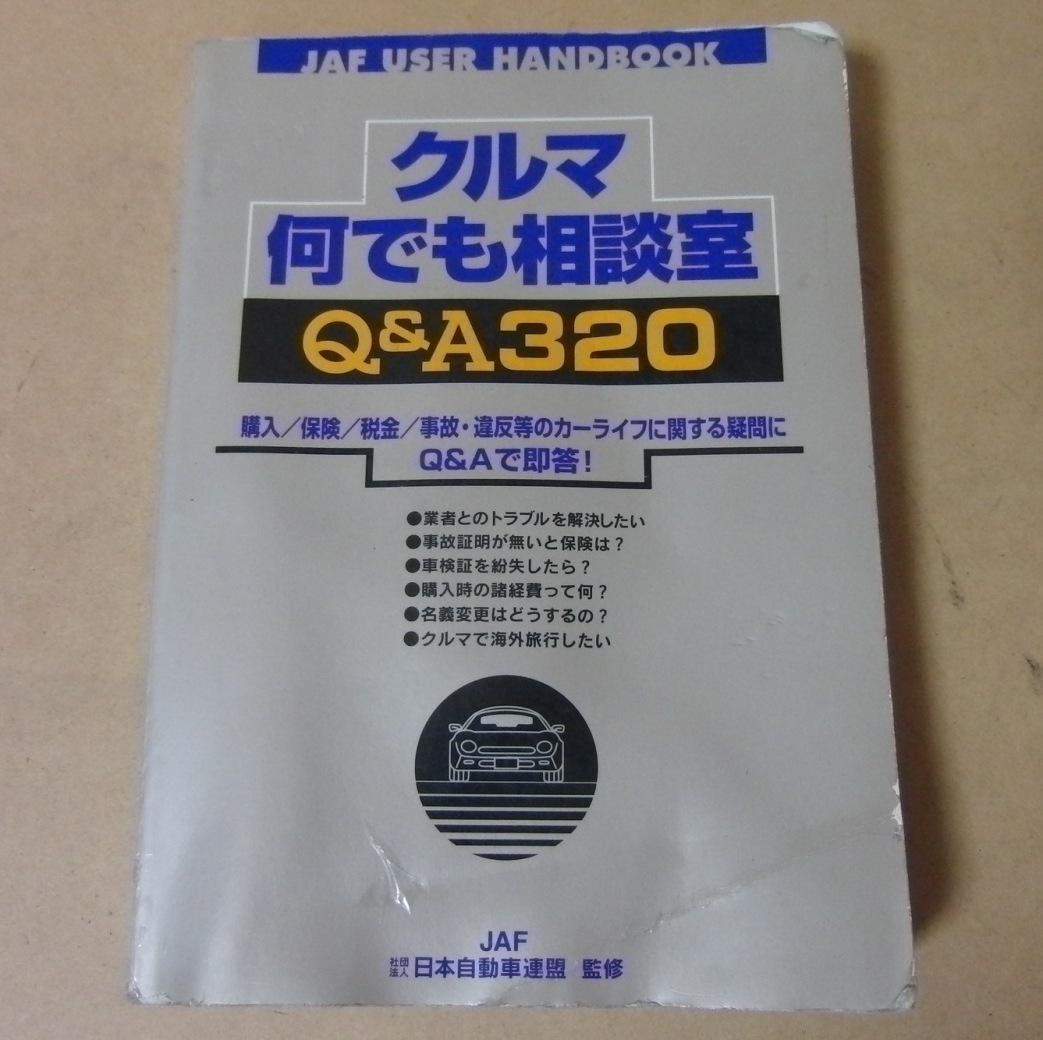 JAF USER HANDBOOK
クルマ
何でも相談室
Q&A320
購入／保険／税金／事故・違反等のカーライフに関する疑問に
Q&Aで即答！
●業者とのトラブルを解決したい
●事故証明が無いと保険は？
●車検証を紛失したら？
●購入時の諸経費って何？
●名義変更はどうするの？
●クルマで海外旅行したい
JAF
社団法人 日本自動車連盟 監修